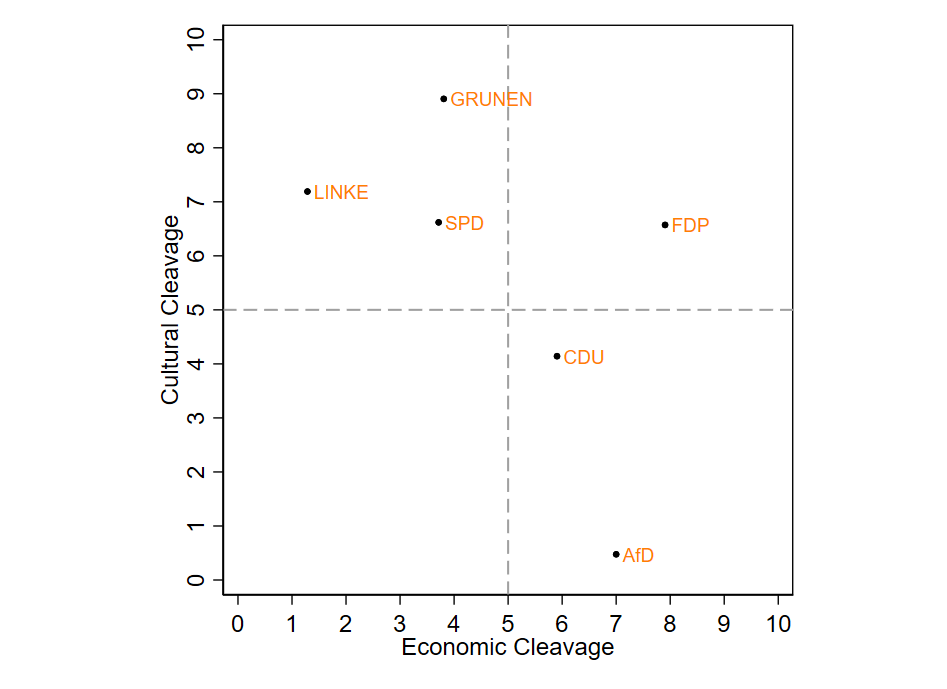 10
9
8
7
6
5
4
3
2
1
0
Cultural Cleavage
GRUNEN
LINKE
SPD
FDP
CDU
AfD
0 1 2 3 4 5 6 7 8 9 10
Economic Cleavage